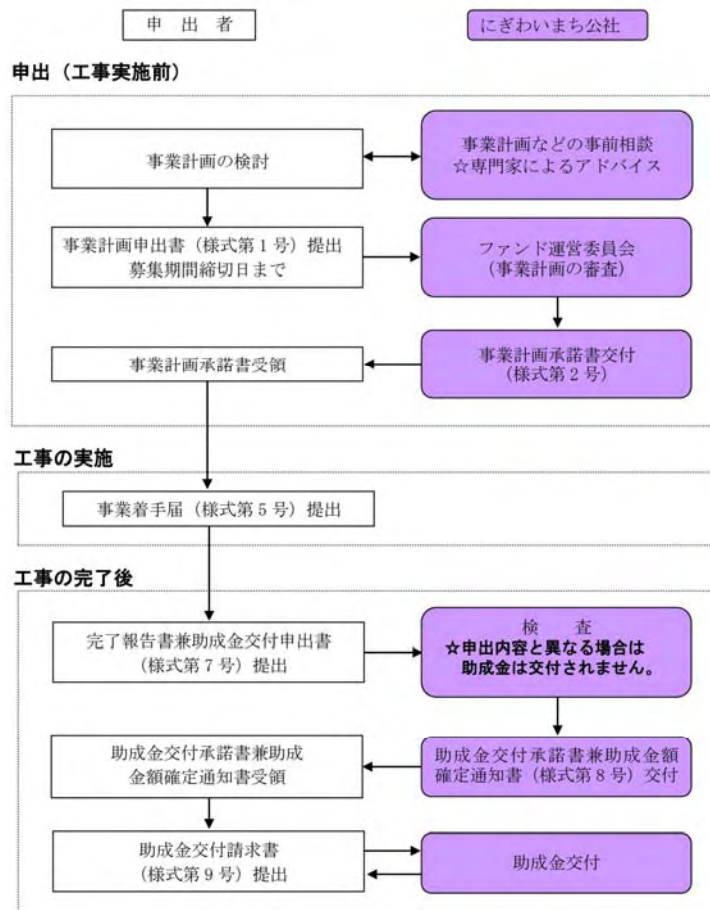 申出者
にぎわいまち公社
申出（工事実施前）
事業計画の検討
事業計画などの事前相談
☆専門家によるアドバイス
事業計画申出書（様式第１号）提出
募集期間締切日まで
ファンド運営委員会
（事業計画の審査）
事業計画承諾書受領
事業計画承諾書交付
（様式第２号）
工事の実施
事業着手届（様式第５号）提出
工事の完了後
完了報告書兼助成金交付申出書
（様式第７号）提出
検査
☆申出内容と異なる場合は
助成金は交付されません。
助成金交付承諾書兼助成
金額確定通知書受領
助成金交付承諾書兼助成金額
確定通知書（様式第８号）交付
助成金交付請求書
（様式第９号）提出
助成金交付